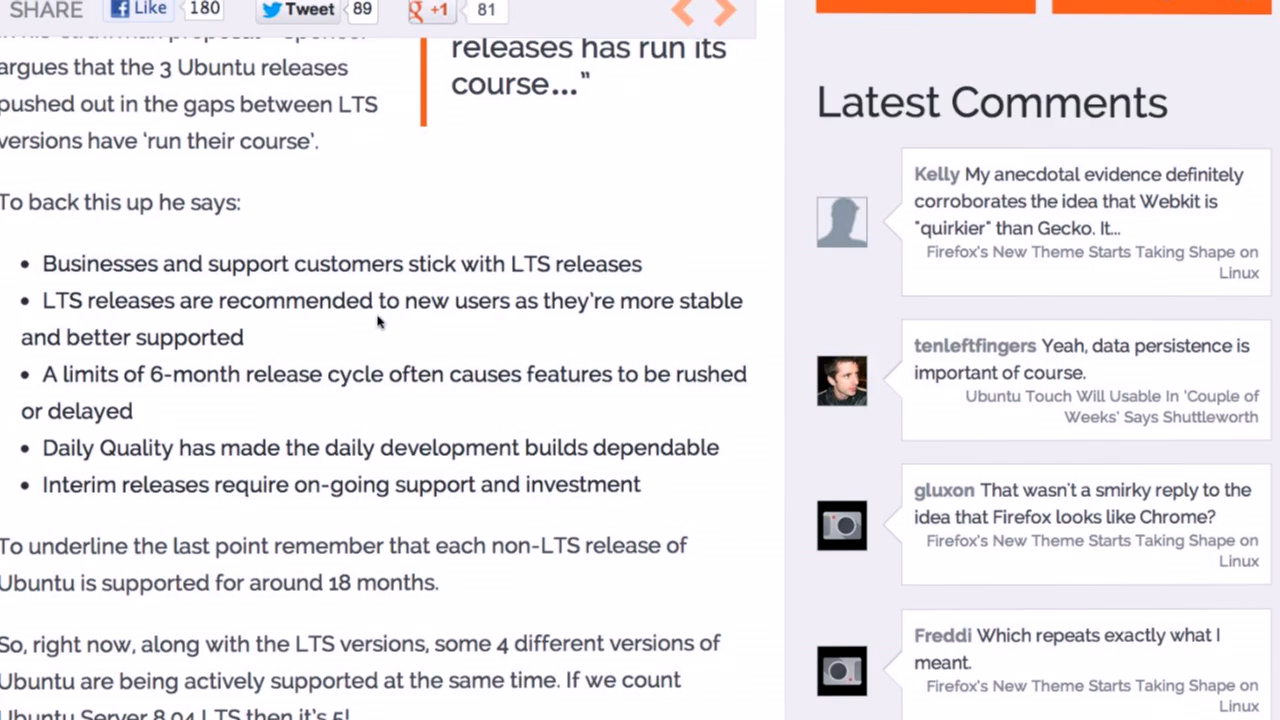 SHARE Like 180 Tweet 89 +1 81
releases has run its
course...”
argues that the 3 Ubuntu releases
pushed out in the gaps between LTS
versions have ‘run their course’.
To back this up he says:
• Businesses and support customers stick with LTS releases
• LTS releases are recommended to new users as they’re more stable
and better supported
• A limits of 6-month release cycle often causes features to be rushed
or delayed
• Daily Quality has made the daily development builds dependable
• Interim releases require on-going support and investment
To underline the last point remember that each non-LTS release of
Ubuntu is supported for around 18 months.
So, right now, along with the LTS versions, some 4 different versions of
Ubuntu are being actively supported at the same time. If we count
Ubuntu Server 8.04 LTS then it’s 5!
Latest Comments
Kelly My anecdotal evidence definitely
corroborates the idea that Webkit is
"quirkier" than Gecko. It...
Firefox's New Theme Starts Taking Shape on
Linux
tenleftfingers Yeah, data persistence is
important of course.
Ubuntu Touch Will Usable In 'Couple of
Weeks' Says Shuttleworth
gluxon That wasn't a smirky reply to the
idea that Firefox looks like Chrome?
Firefox's New Theme Starts Taking Shape on
Linux
Freddi Which repeats exactly what I
meant.
Firefox's New Theme Starts Taking Shape on
Linux